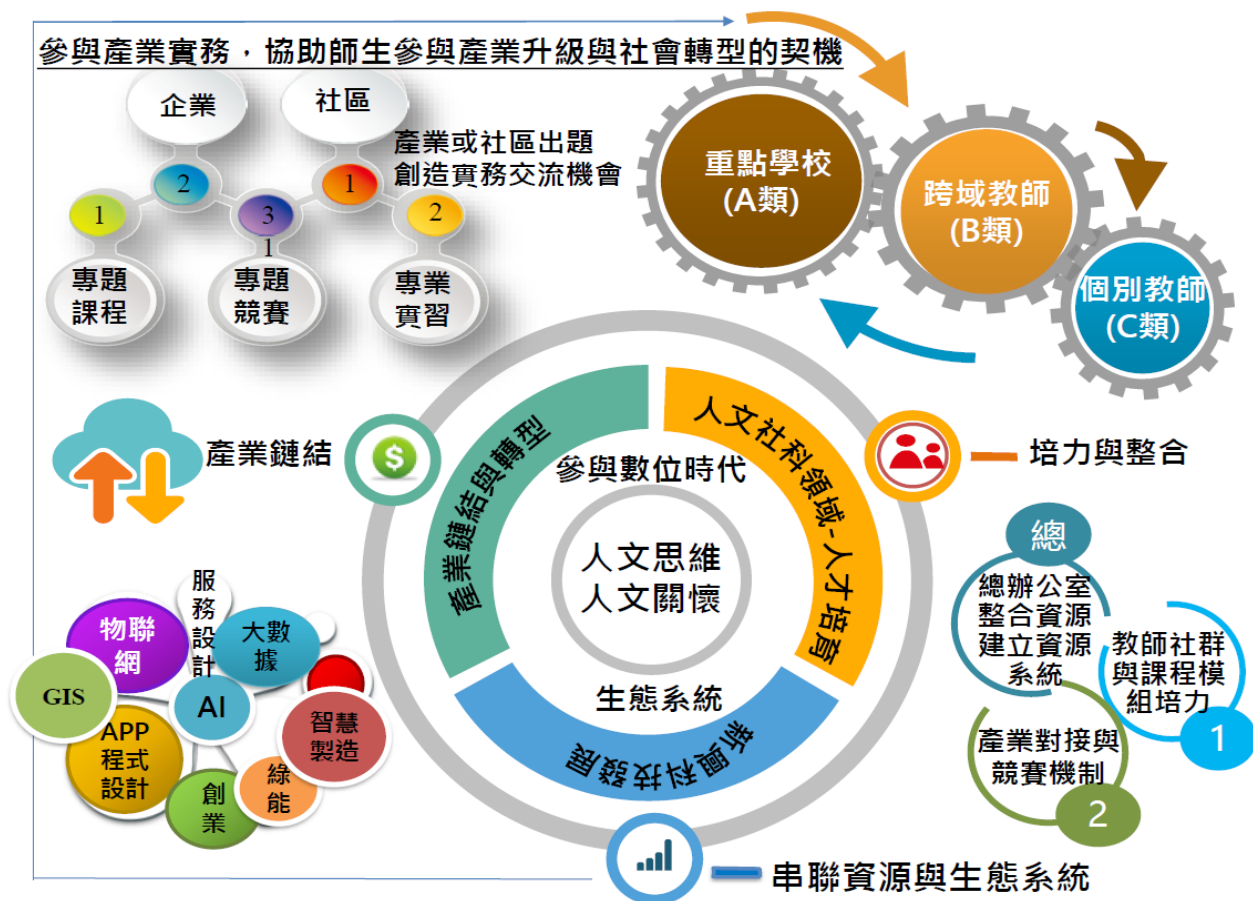 參與產業實務，協助師生參與產業升級與社會轉型的契機
企業
社區
產業或社區出題
創造實務交流機會
2
1
1
3
2
1
專題
課程
專題
競賽
專業
實習
重點學校
(A類)
跨域教師
(B類)
個別教師
(C類)
產業鏈結
$
產業鏈結與轉型
人文社科領域-人才培育
新興科技發展
參與數位時代
人文思維
人文關懷
生態系統
培力與整合
服
務
設
計
物聯
網
大數
據
GIS
AI
APP
程式
設計
智慧
製造
綠
能
創
業
總
總辦公室
整合資源
建立資源
系統
教師社群
與課程模
組培力
1
產業對接與
競賽機制
2
串聯資源與生態系統